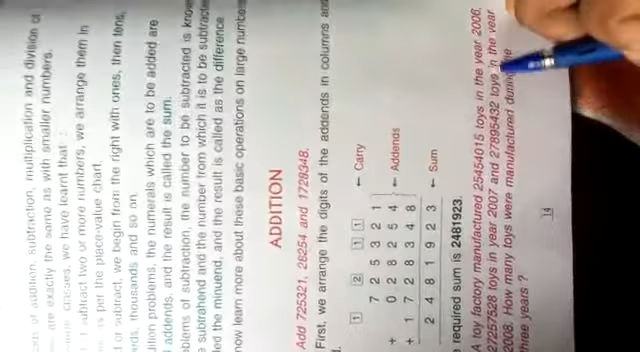 of addition, subtraction, multiplication and division of
are exactly the same as with smaller numbers.
classes, we have learnt that :
subtract two or more numbers, we arrange them in
as per the place-value chart.
d or subtract, we begin from the right with ones, then tens,
reds, thousands and so on.
dition problems, the numerals which are to be added are
d addends, and the result is called the sum.
oblems of subtraction, the number to be subtracted is know
a subtrahend and the number from which it is to be subtracte
led the minuend, and the result is called as the difference.
now learn more about these basic operations on large number
ADDITION
Add 725321, 28254 and 1728348.
First, we arrange the digits of the addends in columns and
1 2 1 1 ← Carry
7 2 5 3 2 1
+ 0 2 8 2 5 4 ← Addends
+ 1 7 2 8 3 4 8
2 4 8 1 9 2 3 ← Sum
required sum is 2481923.
A toy factory manufactured 25454015 toys in the year 2006,
27257528 toys in year 2007 and 27895432 toys in the year
2008. How many toys were manufactured during the
three years ?
14